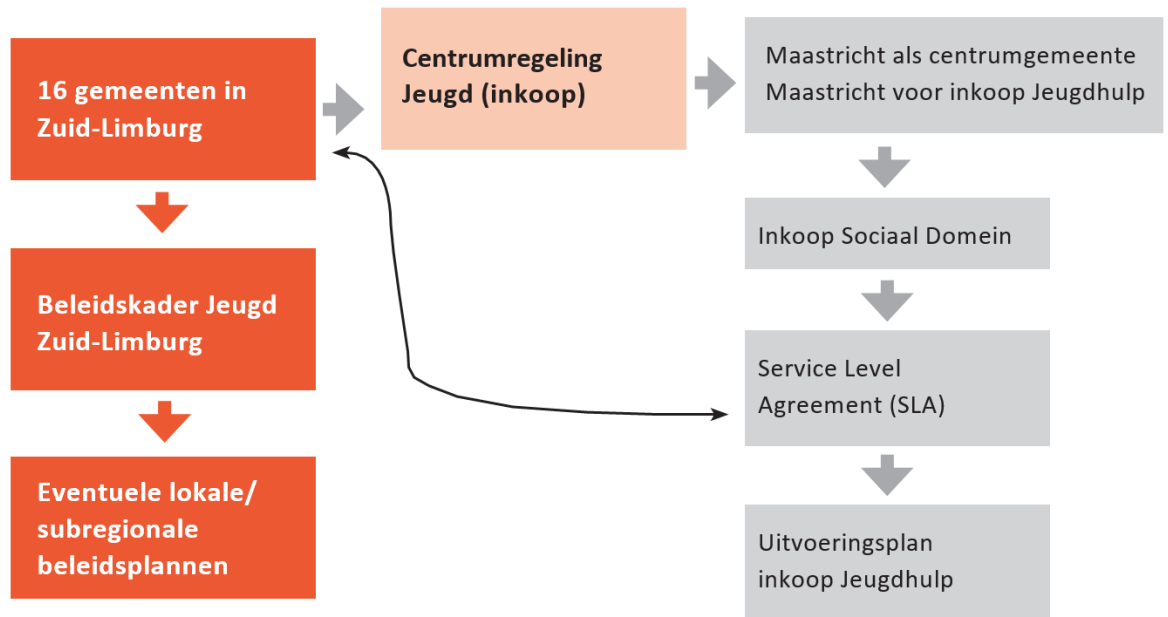 16 gemeenten in
Zuid-Limburg
Centrumregeling
Jeugd (inkoop)
Maastricht als centrumgemeente
Maastricht voor inkoop Jeugdhulp
Beleidskader Jeugd
Zuid-Limburg
Eventuele lokale/
subregionale
beleidsplannen
Inkoop Sociaal Domein
Service Level
Agreement (SLA)
Uitvoeringsplan
inkoop Jeugdhulp